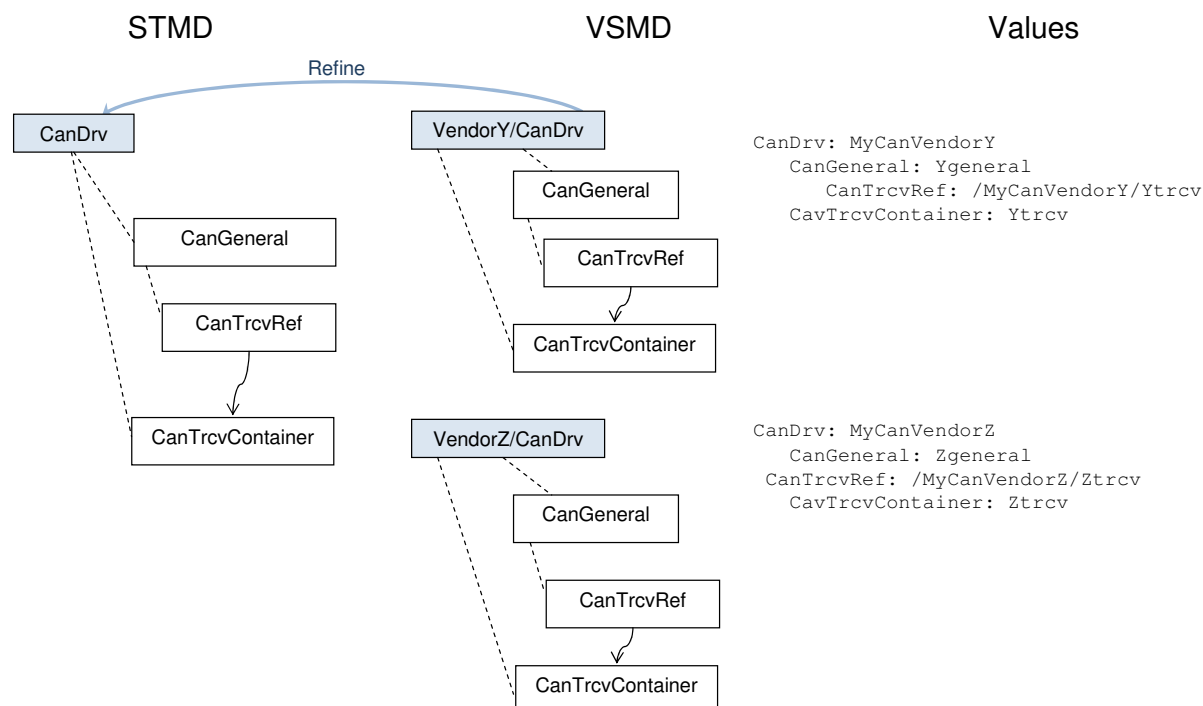 STMD
VSMD
Values
Refine
CanDrv
CanGeneral
CanTrcvRef
CanTrcvContainer
VendorY/CanDrv
CanGeneral
CanTrcvRef
CanTrcvContainer
VendorZ/CanDrv
CanGeneral
CanTrcvRef
CanTrcvContainer
CanDrv: MyCanVendorY
CanGeneral: Ygeneral
CanTrcvRef: /MyCanVendorY/Ytrcv
CavTrcvContainer: Ytrcv
CanDrv: MyCanVendorZ
CanGeneral: Zgeneral
CanTrcvRef: /MyCanVendorZ/Ztrcv
CavTrcvContainer: Ztrcv